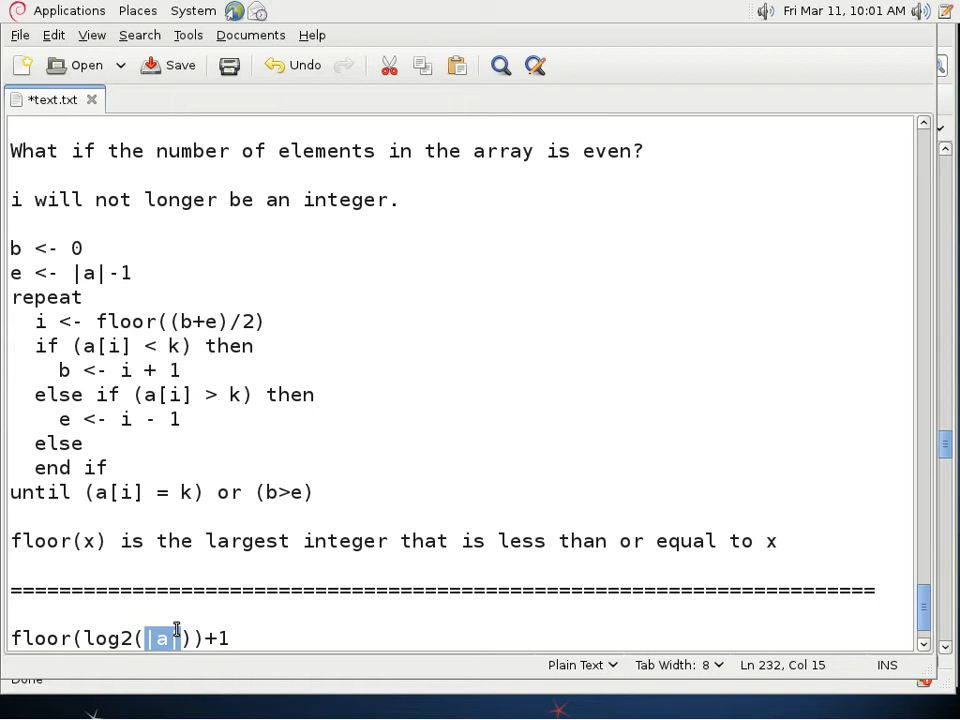 Applications Places System Fri Mar 11, 10:01 AM
File Edit View Search Tools Documents Help
Open Save Undo
*text.txt
What if the number of elements in the array is even?
i will not longer be an integer.
b <- 0
e <- |a|-1
repeat
  i <- floor((b+e)/2)
  if (a[i] < k) then
    b <- i + 1
  else if (a[i] > k) then
    e <- i - 1
  else
  end if
until (a[i] = k) or (b>e)
floor(x) is the largest integer that is less than or equal to x
=======================================================================
floor(log2(|a|))+1
Plain Text Tab Width: 8 Ln 232, Col 15 INS
Done